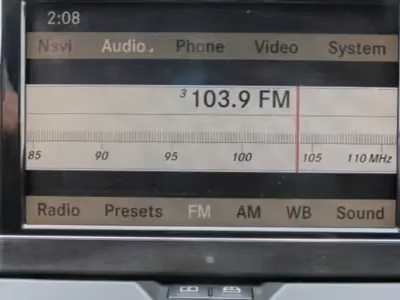 2:08
Navi Audio Phone Video System
3 103.9 FM
85 90 95 100 105 110 MHz
Radio Presets FM AM WB Sound